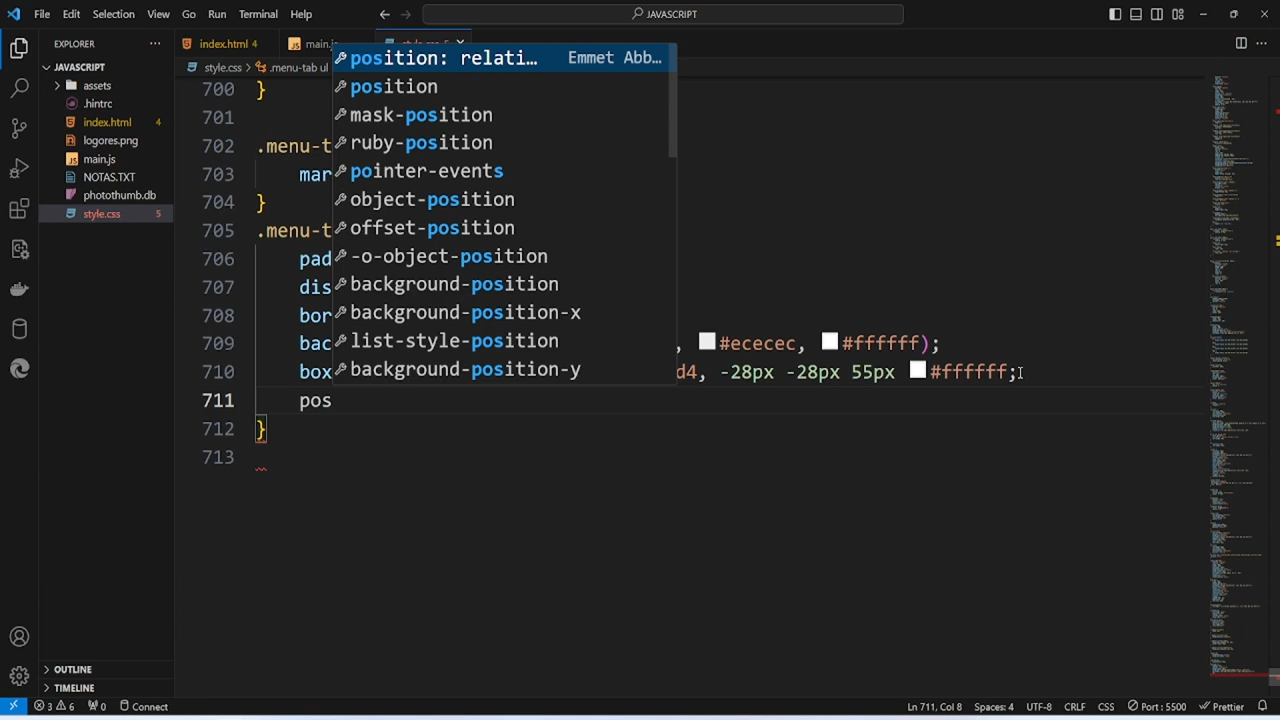 File Edit Selection View Go Run Terminal Help
JAVASCRIPT
EXPLORER
index.html 4
main.js
style.css 5
JAVASCRIPT
style.css > .menu-tab ul
assets
.hintrc
index.html 4
logores.png
main.js
NOTAS.TXT
photothumb.db
style.css 5
position: relati... Emmet Abb...
position
mask-position
ruby-position
pointer-events
object-position
offset-position
-o-object-position
background-position
background-position-x
list-style-position
background-position-y
700 }
701
702 .menu-t
703 mar
704 }
705 .menu-t
706 pad
707 dis
708 bor
709 bac , #ececec, #ffffff);
710 box d4, -28px -28px 55px #ffffff;
711 pos
712 }
713
OUTLINE
TIMELINE
3 6 0 Connect
Ln 711, Col 8 Spaces: 4 UTF-8 CRLF CSS Port : 5500 Prettier